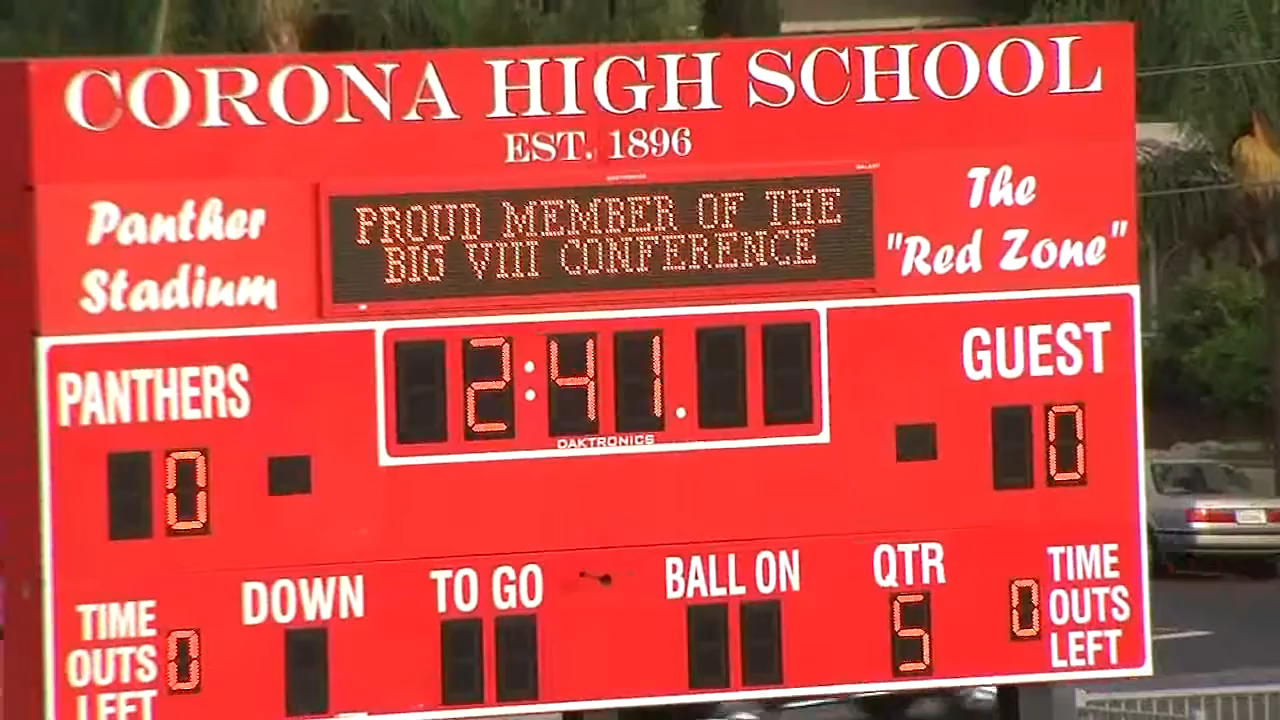 CORONA HIGH SCHOOL
EST. 1896
Panther
Stadium
PROUD MEMBER OF THE
BIG VIII CONFERENCE
The
"Red Zone"
PANTHERS
2:41.
DAKTRONICS
GUEST
0
0
DOWN
TO GO
BALL ON
QTR
5
TIME
OUTS
LEFT
0
0
TIME
OUTS
LEFT